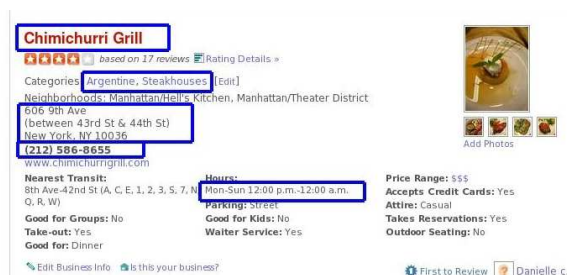 Chimichurri Grill
based on 17 reviews Rating Details »
Categories: Argentine, Steakhouses [Edit]
Neighborhoods: Manhattan/Hell's Kitchen, Manhattan/Theater District
606 9th Ave
(between 43rd St & 44th St)
New York, NY 10036
(212) 586-8655
www.chimichurrigrill.com
Add Photos
Nearest Transit:
8th Ave-42nd St (A, C, E, 1, 2, 3, S, 7, N,
Q, R, W)
Good for Groups: No
Take-out: Yes
Good for: Dinner
Hours:
Mon-Sun 12:00 p.m.-12:00 a.m.
Parking: Street
Good for Kids: No
Waiter Service: Yes
Price Range: $$$
Accepts Credit Cards: Yes
Attire: Casual
Takes Reservations: Yes
Outdoor Seating: No
Edit Business Info Is this your business?
First to Review Danielle